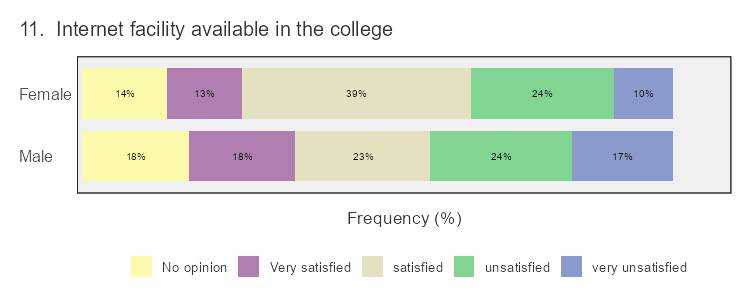 11. Internet facility available in the college
Female 14% 13% 39% 24% 10%
Male 18% 18% 23% 24% 17%
Frequency (%)
No opinion Very satisfied satisfied unsatisfied very unsatisfied